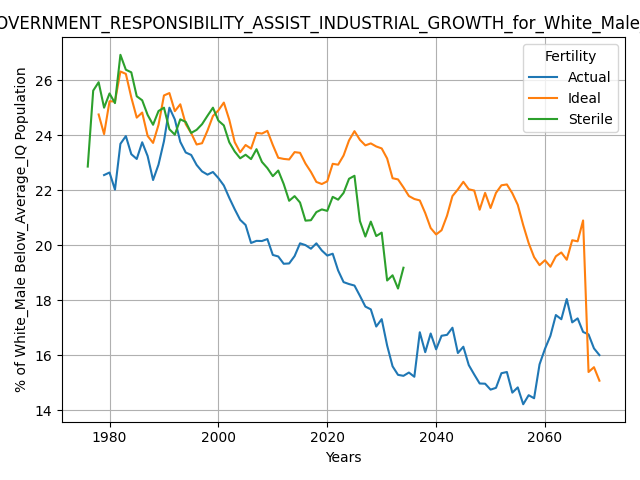 OVERNMENT_RESPONSIBILITY_ASSIST_INDUSTRIAL_GROWTH_for_White_Male
% of White_Male Below_Average_IQ Population
26
24
22
20
18
16
14
Fertility
Actual
Ideal
Sterile
1980 2000 2020 2040 2060
Years